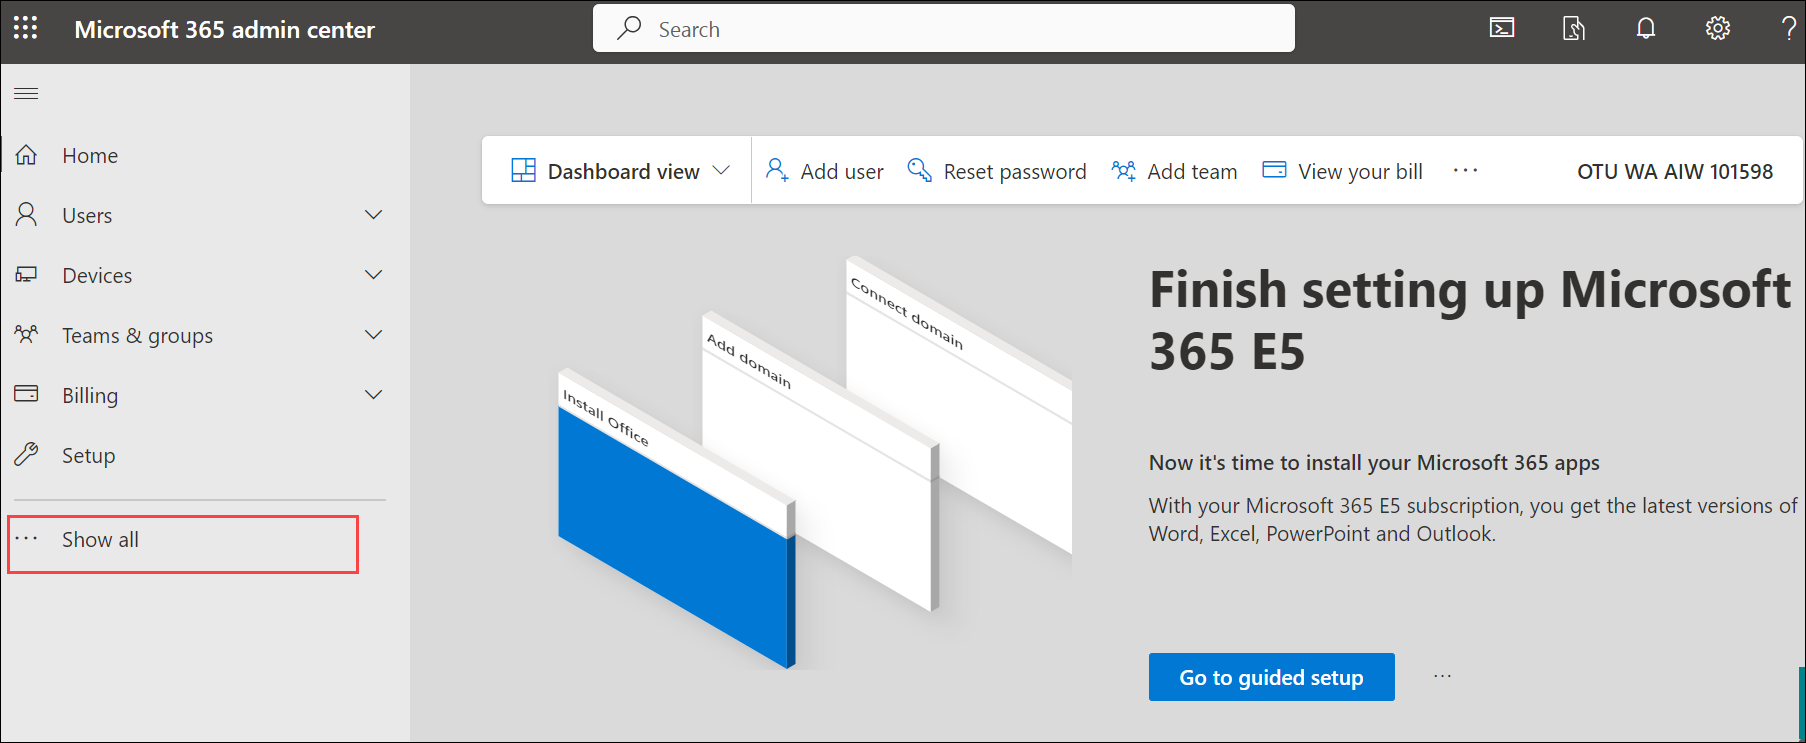 Microsoft 365 admin center
Search
Home
Users
Devices
Teams & groups
Billing
Setup
Show all
Dashboard view
Add user
Reset password
Add team
View your bill
OTU WA AIW 101598
Install Office
Add domain
Connect domain
Finish setting up Microsoft
365 E5
Now it's time to install your Microsoft 365 apps
With your Microsoft 365 E5 subscription, you get the latest versions of
Word, Excel, PowerPoint and Outlook.
Go to guided setup